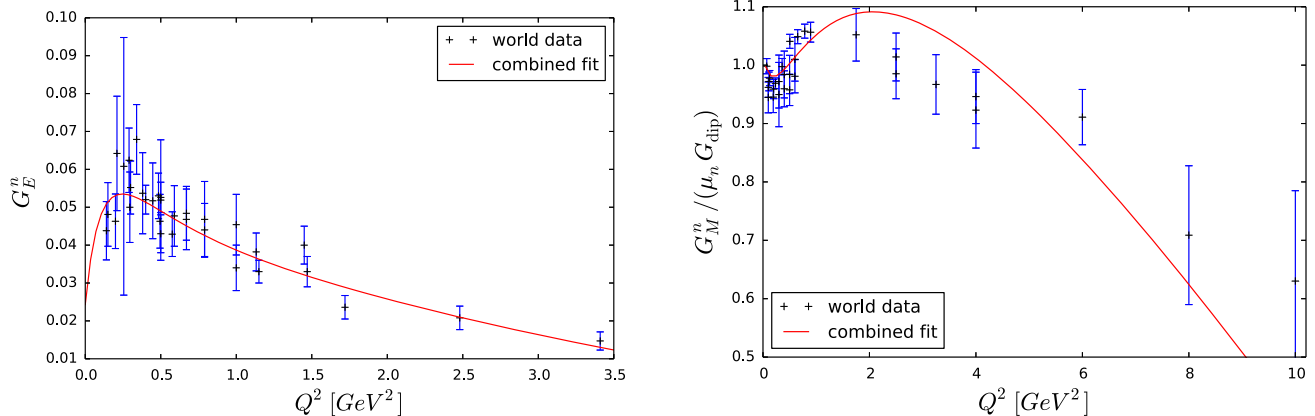 0.10
0.09
0.08
0.07
0.06
0.05
0.04
0.03
0.02
0.01
G_E^n
world data
combined fit
0.0 0.5 1.0 1.5 2.0 2.5 3.0 3.5
Q^2 [GeV^2]
1.1
1.0
0.9
0.8
0.7
0.6
0.5
G_M^n/(μ_n G_dip)
world data
combined fit
0 2 4 6 8 10
Q^2 [GeV^2]